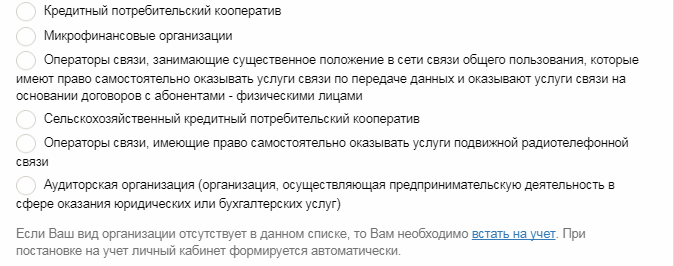 Кредитный потребительский кооператив
Микрофинансовые организации
Операторы связи, занимающие существенное положение в сети связи общего пользования, которые
имеют право самостоятельно оказывать услуги связи по передаче данных и оказывают услуги связи на
основании договоров с абонентами - физическими лицами
Сельскохозяйственный кредитный потребительский кооператив
Операторы связи, имеющие право самостоятельно оказывать услуги подвижной радиотелефонной
связи
Аудиторская организация (организация, осуществляющая предпринимательскую деятельность в
сфере оказания юридических или бухгалтерских услуг)
Если Ваш вид организации отсутствует в данном списке, то Вам необходимо встать на учет. При
постановке на учет личный кабинет формируется автоматически.